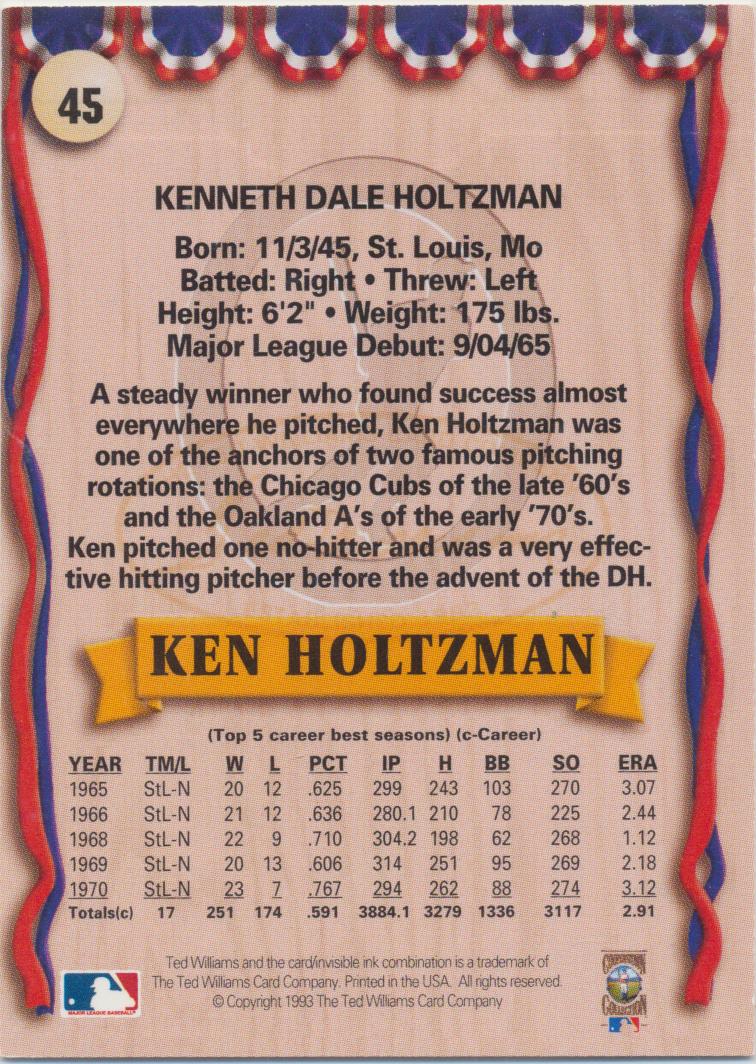 45
KENNETH DALE HOLTZMAN
Born: 11/3/45, St. Louis, Mo
Batted: Right • Threw: Left
Height: 6'2" • Weight: 175 lbs.
Major League Debut: 9/04/65
A steady winner who found success almost
everywhere he pitched, Ken Holtzman was
one of the anchors of two famous pitching
rotations: the Chicago Cubs of the late '60's
and the Oakland A's of the early '70's.
Ken pitched one no-hitter and was a very effec-
tive hitting pitcher before the advent of the DH.
KEN HOLTZMAN
(Top 5 career best seasons) (c-Career)
YEAR TM/L W L PCT IP H BB SO ERA
1965 StL-N 20 12 .625 299 243 103 270 3.07
1966 StL-N 21 12 .636 280.1 210 78 225 2.44
1968 StL-N 22 9 .710 304.2 198 62 268 1.12
1969 StL-N 20 13 .606 314 251 95 269 2.18
1970 StL-N 23 7 .767 294 262 88 274 3.12
Totals(c) 17 251 174 .591 3884.1 3279 1336 3117 2.91
Ted Williams and the card/invisible ink combination is a trademark of
The Ted Williams Card Company. Printed in the USA. All rights reserved.
© Copyright 1993 The Ted Williams Card Company
MAJOR LEAGUE BASEBALL
COOPERSTOWN
COLLECTION